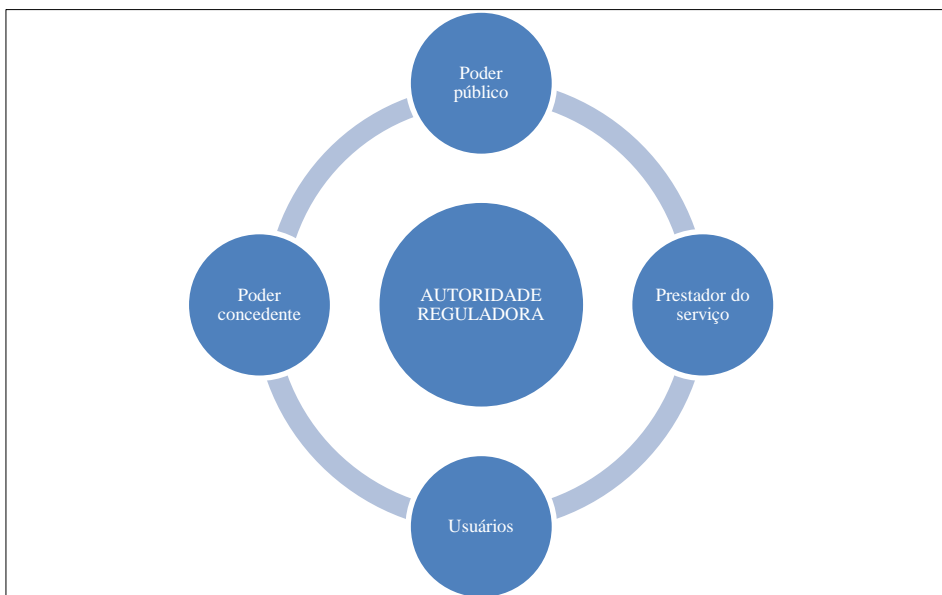 Poder
público
Poder
concedente
AUTORIDADE
REGULADORA
Prestador do
serviço
Usuários